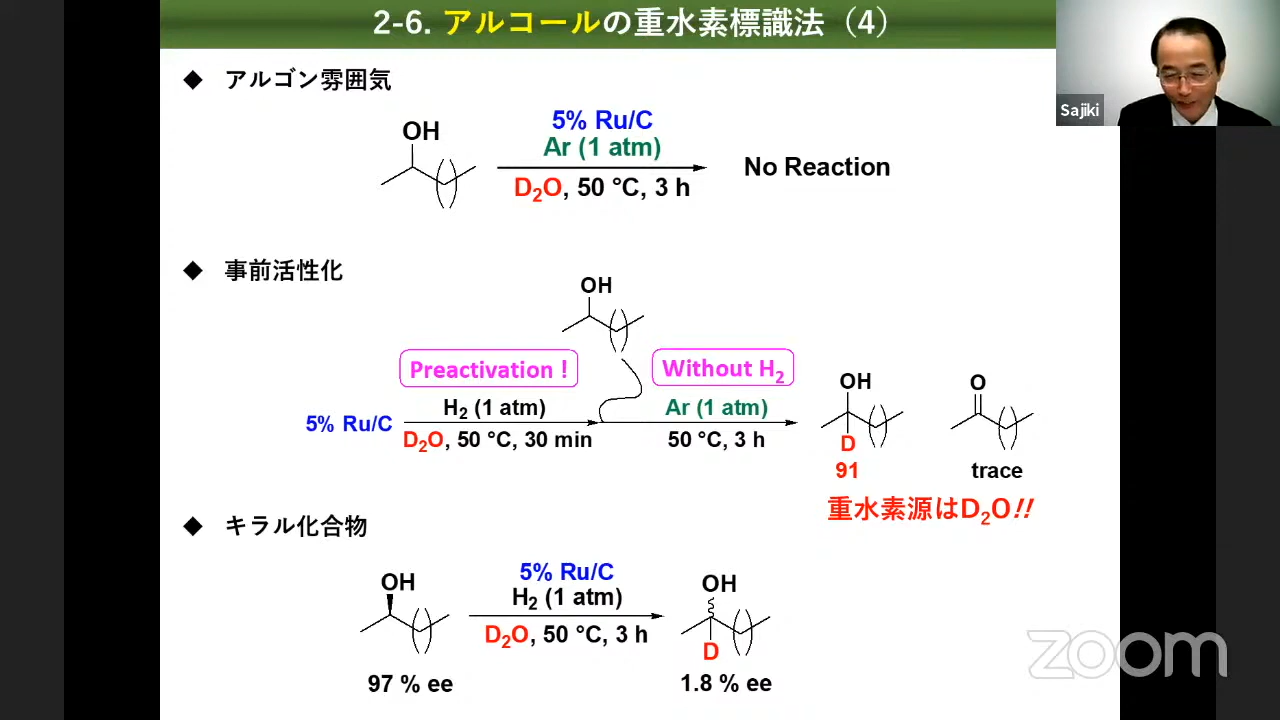 2-6. アルコールの重水素標識法（4）
Sajiki
◆ アルゴン雰囲気
OH
5% Ru/C
Ar (1 atm)
D₂O, 50 °C, 3 h
No Reaction
◆ 事前活性化
OH
Preactivation !
Without H₂
5% Ru/C
H₂ (1 atm)
D₂O, 50 °C, 30 min
Ar (1 atm)
50 °C, 3 h
OH
D
91
O
trace
重水素源はD₂O!!
◆ キラル化合物
OH
97 % ee
5% Ru/C
H₂ (1 atm)
D₂O, 50 °C, 3 h
OH
D
1.8 % ee
zoom